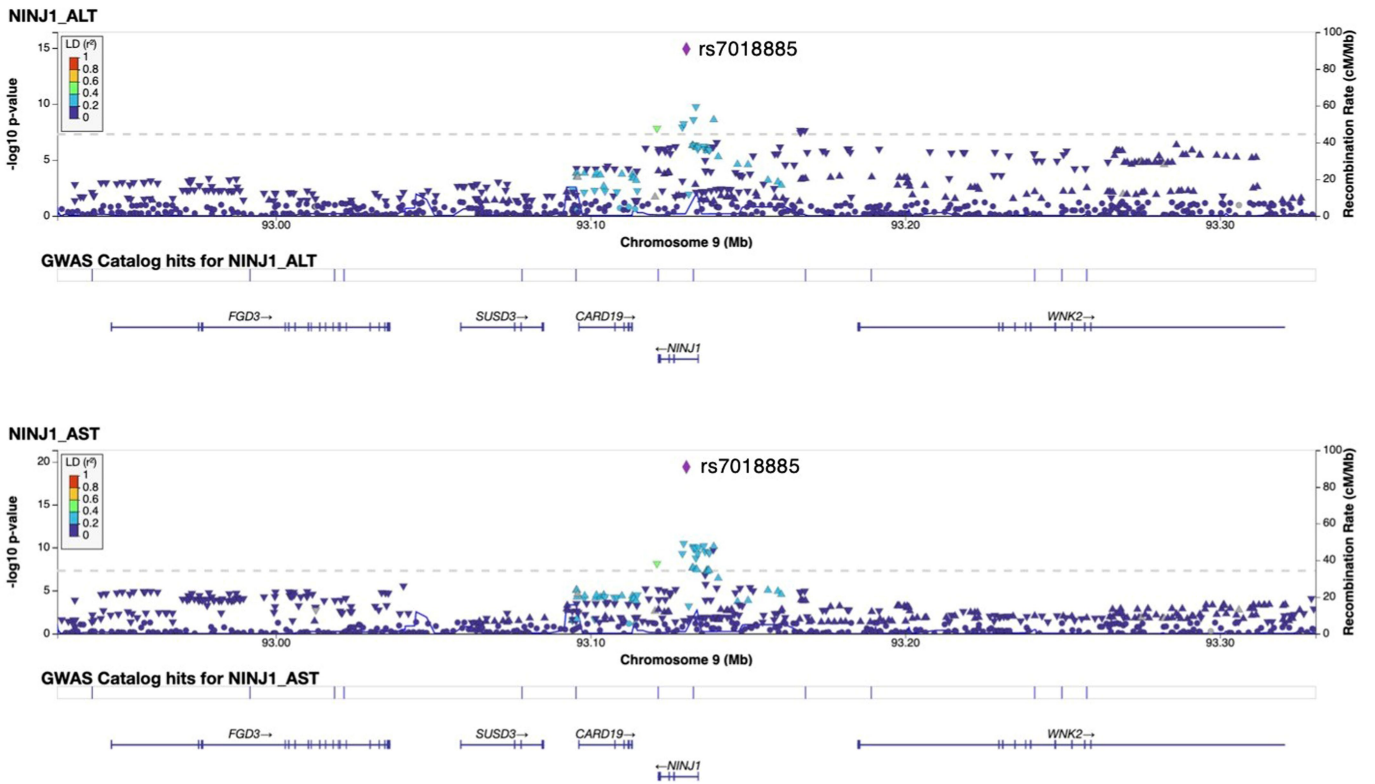 NINJ1_ALT
LD (r²)
1
0.8
0.6
0.4
0.2
0
rs7018885
15
10
5
0
-log10 p-value
100
80
60
40
20
0
Recombination Rate (cM/Mb)
93.00 93.10 93.20 93.30
Chromosome 9 (Mb)
GWAS Catalog hits for NINJ1_ALT
FGD3→ SUSD3→ CARD19→ WNK2→
←NINJ1
NINJ1_AST
LD (r²)
1
0.8
0.6
0.4
0.2
0
rs7018885
20
15
10
5
0
-log10 p-value
100
80
60
40
20
0
Recombination Rate (cM/Mb)
93.00 93.10 93.20 93.30
Chromosome 9 (Mb)
GWAS Catalog hits for NINJ1_AST
FGD3→ SUSD3→ CARD19→ WNK2→
←NINJ1